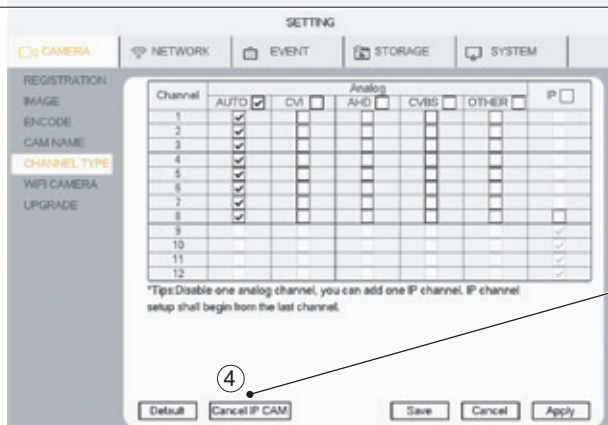 SETTING
CAMERA NETWORK EVENT STORAGE SYSTEM
REGISTRATION
IMAGE
ENCODE
CAM NAME
CHANNEL TYPE
WIFI CAMERA
UPGRADE
Channel Analog IP
AUTO CVI AHD CVBS OTHER
1
2
3
4
5
6
7
8
9
10
11
12
*Tips:Disable one analog channel, you can add one IP channel. IP channel
setup shall begin from the last channel.
4
Default Cancel IP CAM Save Cancel Apply